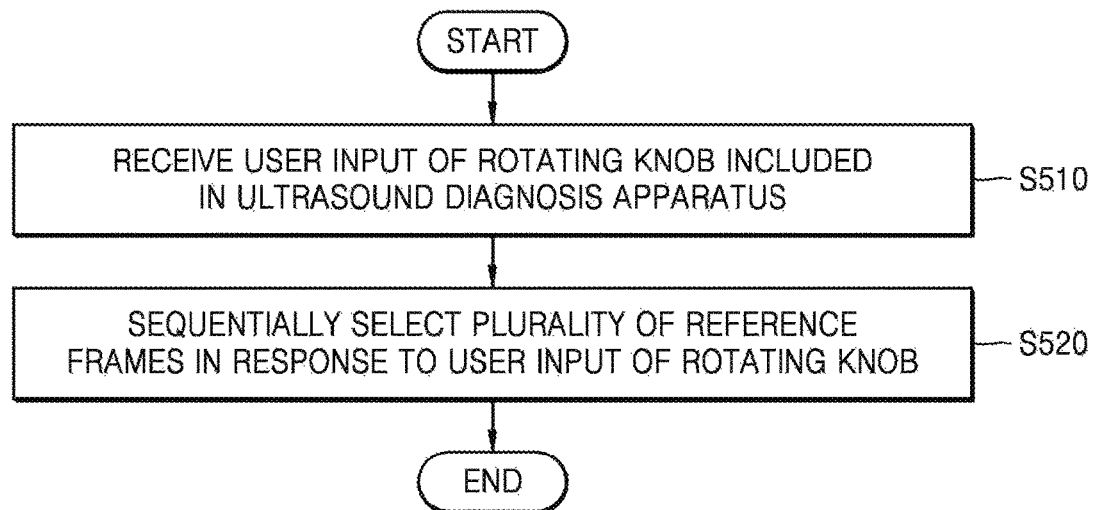 START
RECEIVE USER INPUT OF ROTATING KNOB INCLUDED
IN ULTRASOUND DIAGNOSIS APPARATUS
S510
SEQUENTIALLY SELECT PLURALITY OF REFERENCE
FRAMES IN RESPONSE TO USER INPUT OF ROTATING KNOB
S520
END